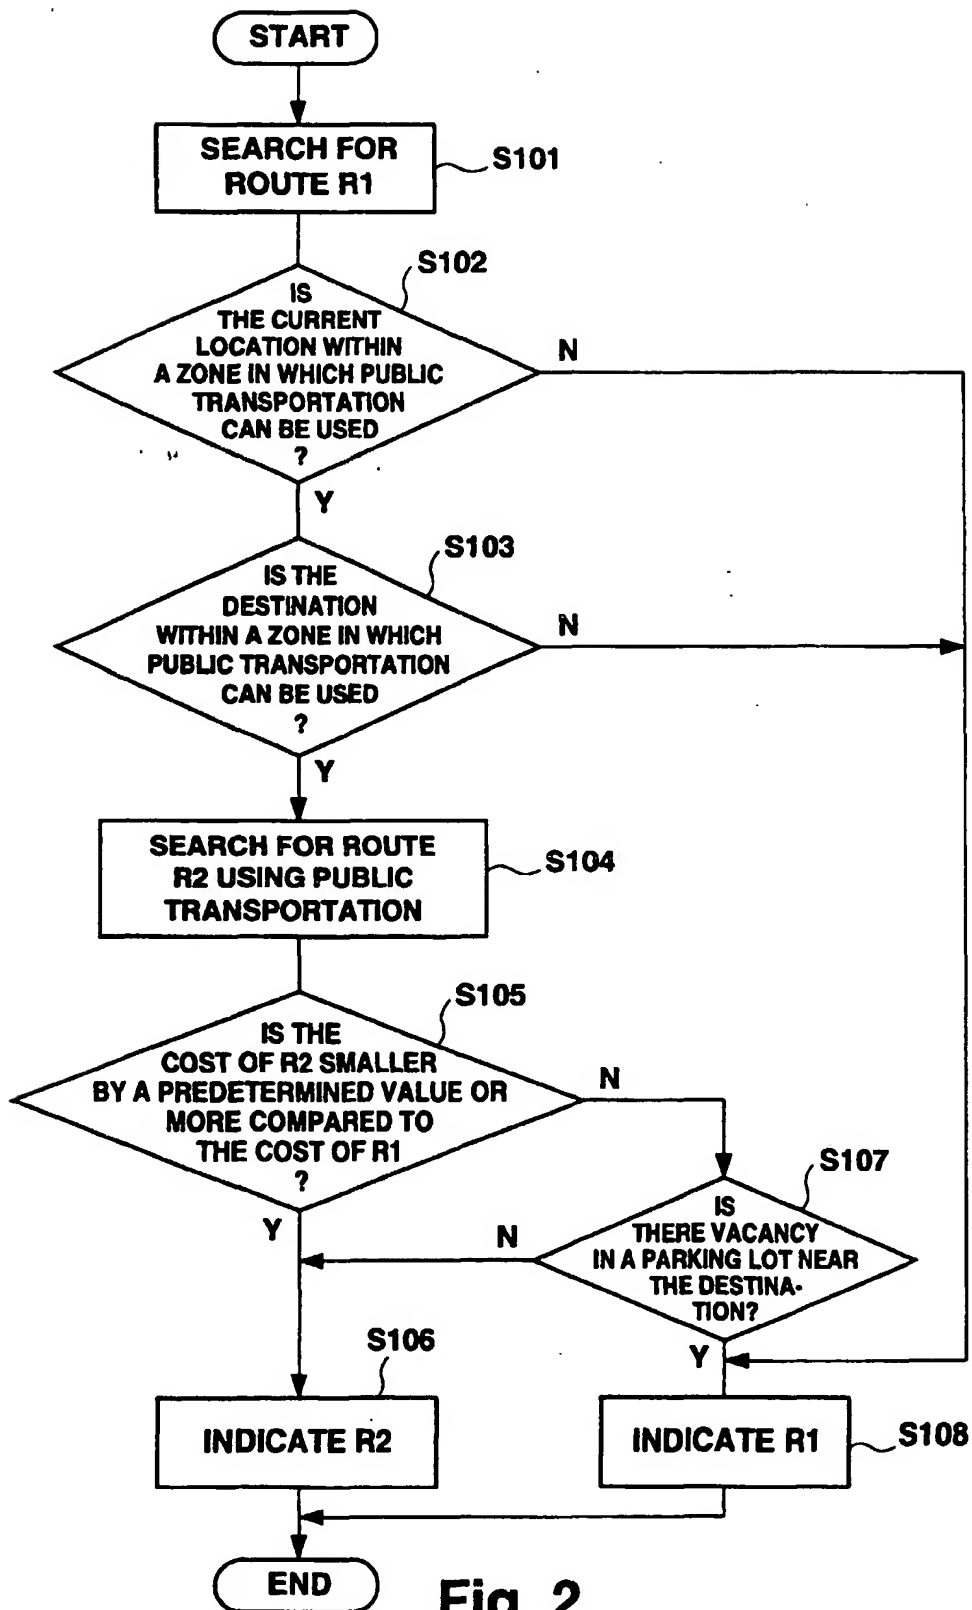 START
SEARCH FOR
ROUTE R1
S101
S102
IS
THE CURRENT
LOCATION WITHIN
A ZONE IN WHICH PUBLIC
TRANSPORTATION
CAN BE USED
?
N
Y
S103
IS THE
DESTINATION
WITHIN A ZONE IN WHICH
PUBLIC TRANSPORTATION
CAN BE USED
?
N
Y
SEARCH FOR ROUTE
R2 USING PUBLIC
TRANSPORTATION
S104
S105
IS THE
COST OF R2 SMALLER
BY A PREDETERMINED VALUE OR
MORE COMPARED TO
THE COST OF R1
?
N
Y
S107
IS
THERE VACANCY
IN A PARKING LOT NEAR
THE DESTINA-
TION?
N
Y
S106
INDICATE R2
INDICATE R1
S108
END
Fig. 2